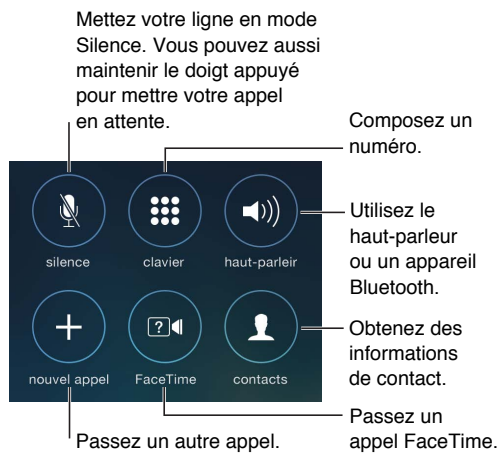 Mettez votre ligne en mode
Silence. Vous pouvez aussi
maintenir le doigt appuyé
pour mettre votre appel
en attente.
Composez un
numéro.
silence
clavier
haut-parleir
Utilisez le
haut-parleur
ou un appareil
Bluetooth.
?
nouvel appel
FaceTime
contacts
Obtenez des
informations
de contact.
Passez un autre appel.
Passez un
appel FaceTime.